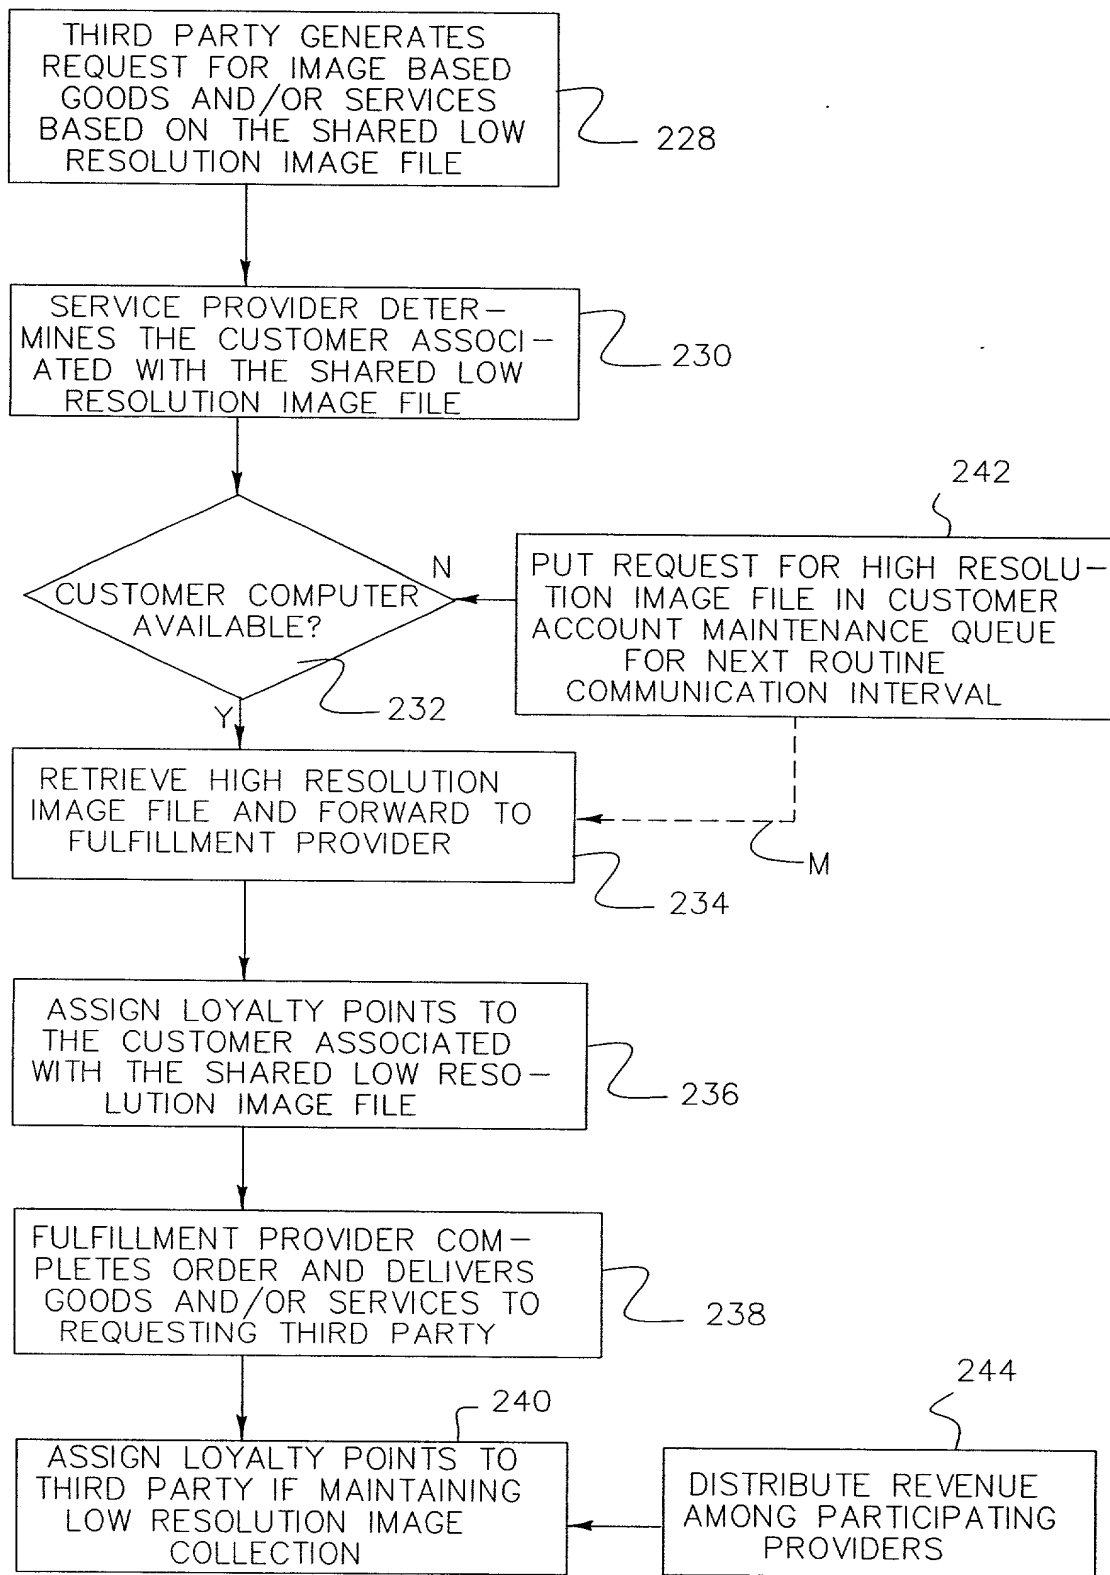 THIRD PARTY GENERATES
REQUEST FOR IMAGE BASED
GOODS AND/OR SERVICES
BASED ON THE SHARED LOW
RESOLUTION IMAGE FILE
228
SERVICE PROVIDER DETER-
MINES THE CUSTOMER ASSOCI-
ATED WITH THE SHARED LOW
RESOLUTION IMAGE FILE
230
CUSTOMER COMPUTER
AVAILABLE?
232
N
Y
242
PUT REQUEST FOR HIGH RESOLU-
TION IMAGE FILE IN CUSTOMER
ACCOUNT MAINTENANCE QUEUE
FOR NEXT ROUTINE
COMMUNICATION INTERVAL
M
RETRIEVE HIGH RESOLUTION
IMAGE FILE AND FORWARD TO
FULFILLMENT PROVIDER
234
ASSIGN LOYALTY POINTS TO
THE CUSTOMER ASSOCIATED
WITH THE SHARED LOW RESO-
LUTION IMAGE FILE
236
FULFILLMENT PROVIDER COM-
PLETES ORDER AND DELIVERS
GOODS AND/OR SERVICES TO
REQUESTING THIRD PARTY
238
240
ASSIGN LOYALTY POINTS TO
THIRD PARTY IF MAINTAINING
LOW RESOLUTION IMAGE
COLLECTION
244
DISTRIBUTE REVENUE
AMONG PARTICIPATING
PROVIDERS